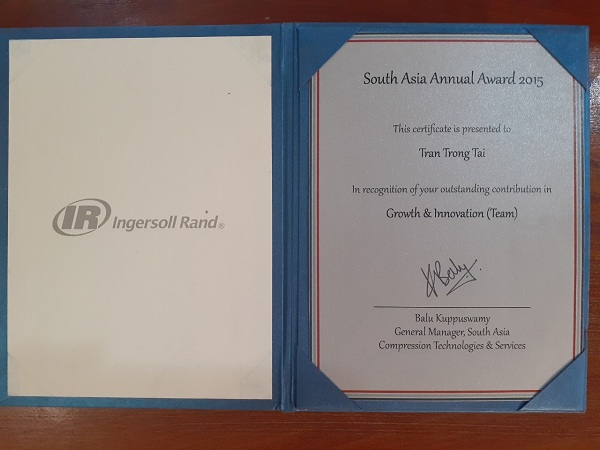 IR Ingersoll Rand®
South Asia Annual Award 2015
This certificate is presented to
Tran Trong Tai
In recognition of your outstanding contribution in
Growth & Innovation (Team)
Balu Kuppuswamy
General Manager, South Asia
Compression Technologies & Services